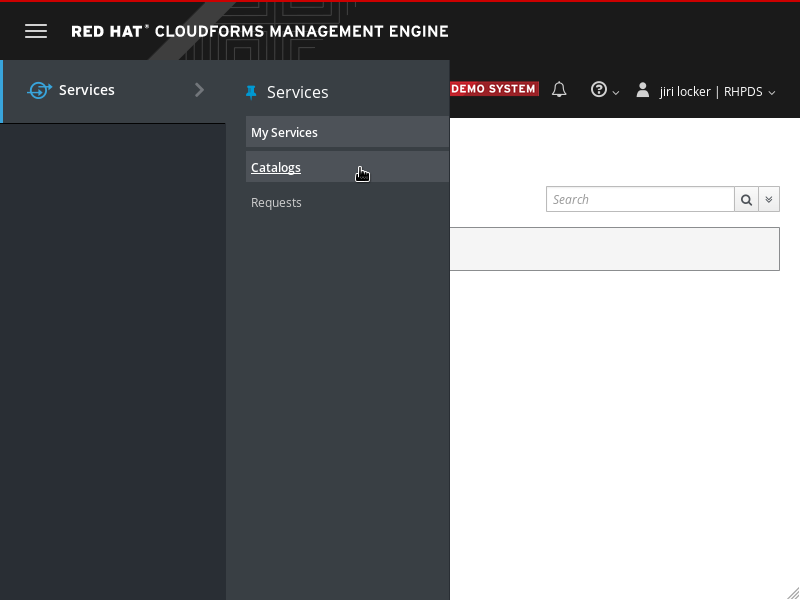 RED HAT® CLOUDFORMS MANAGEMENT ENGINE
Services
Services
DEMO SYSTEM
jiri locker | RHPDS
My Services
Catalogs
Requests
Search